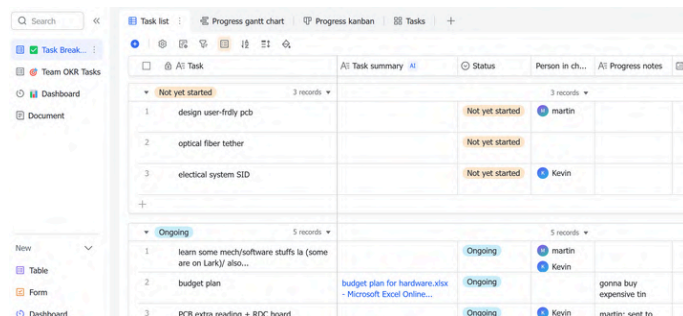 Search
Task list
Progress gantt chart
Progress kanban
Tasks
Task Break...
Team OKR Tasks
Dashboard
Document
Task
Task summary AI
Status
Person in ch...
Progress notes
Not yet started
3 records
3 records
1 design user-frdly pcb Not yet started martin
2 optical fiber tether Not yet started
3 electical system SID Not yet started Kevin
Ongoing
5 records
5 records
1 learn some mech/software stuffs la (some Ongoing martin
are on Lark)/ also... Kevin
2 budget plan budget plan for hardware.xlsx Ongoing gonna buy
- Microsoft Excel Online... expensive tin
3 PCB extra reading + RDC board Ongoing Kevin martin: sent to
New
Table
Form
Dashboard